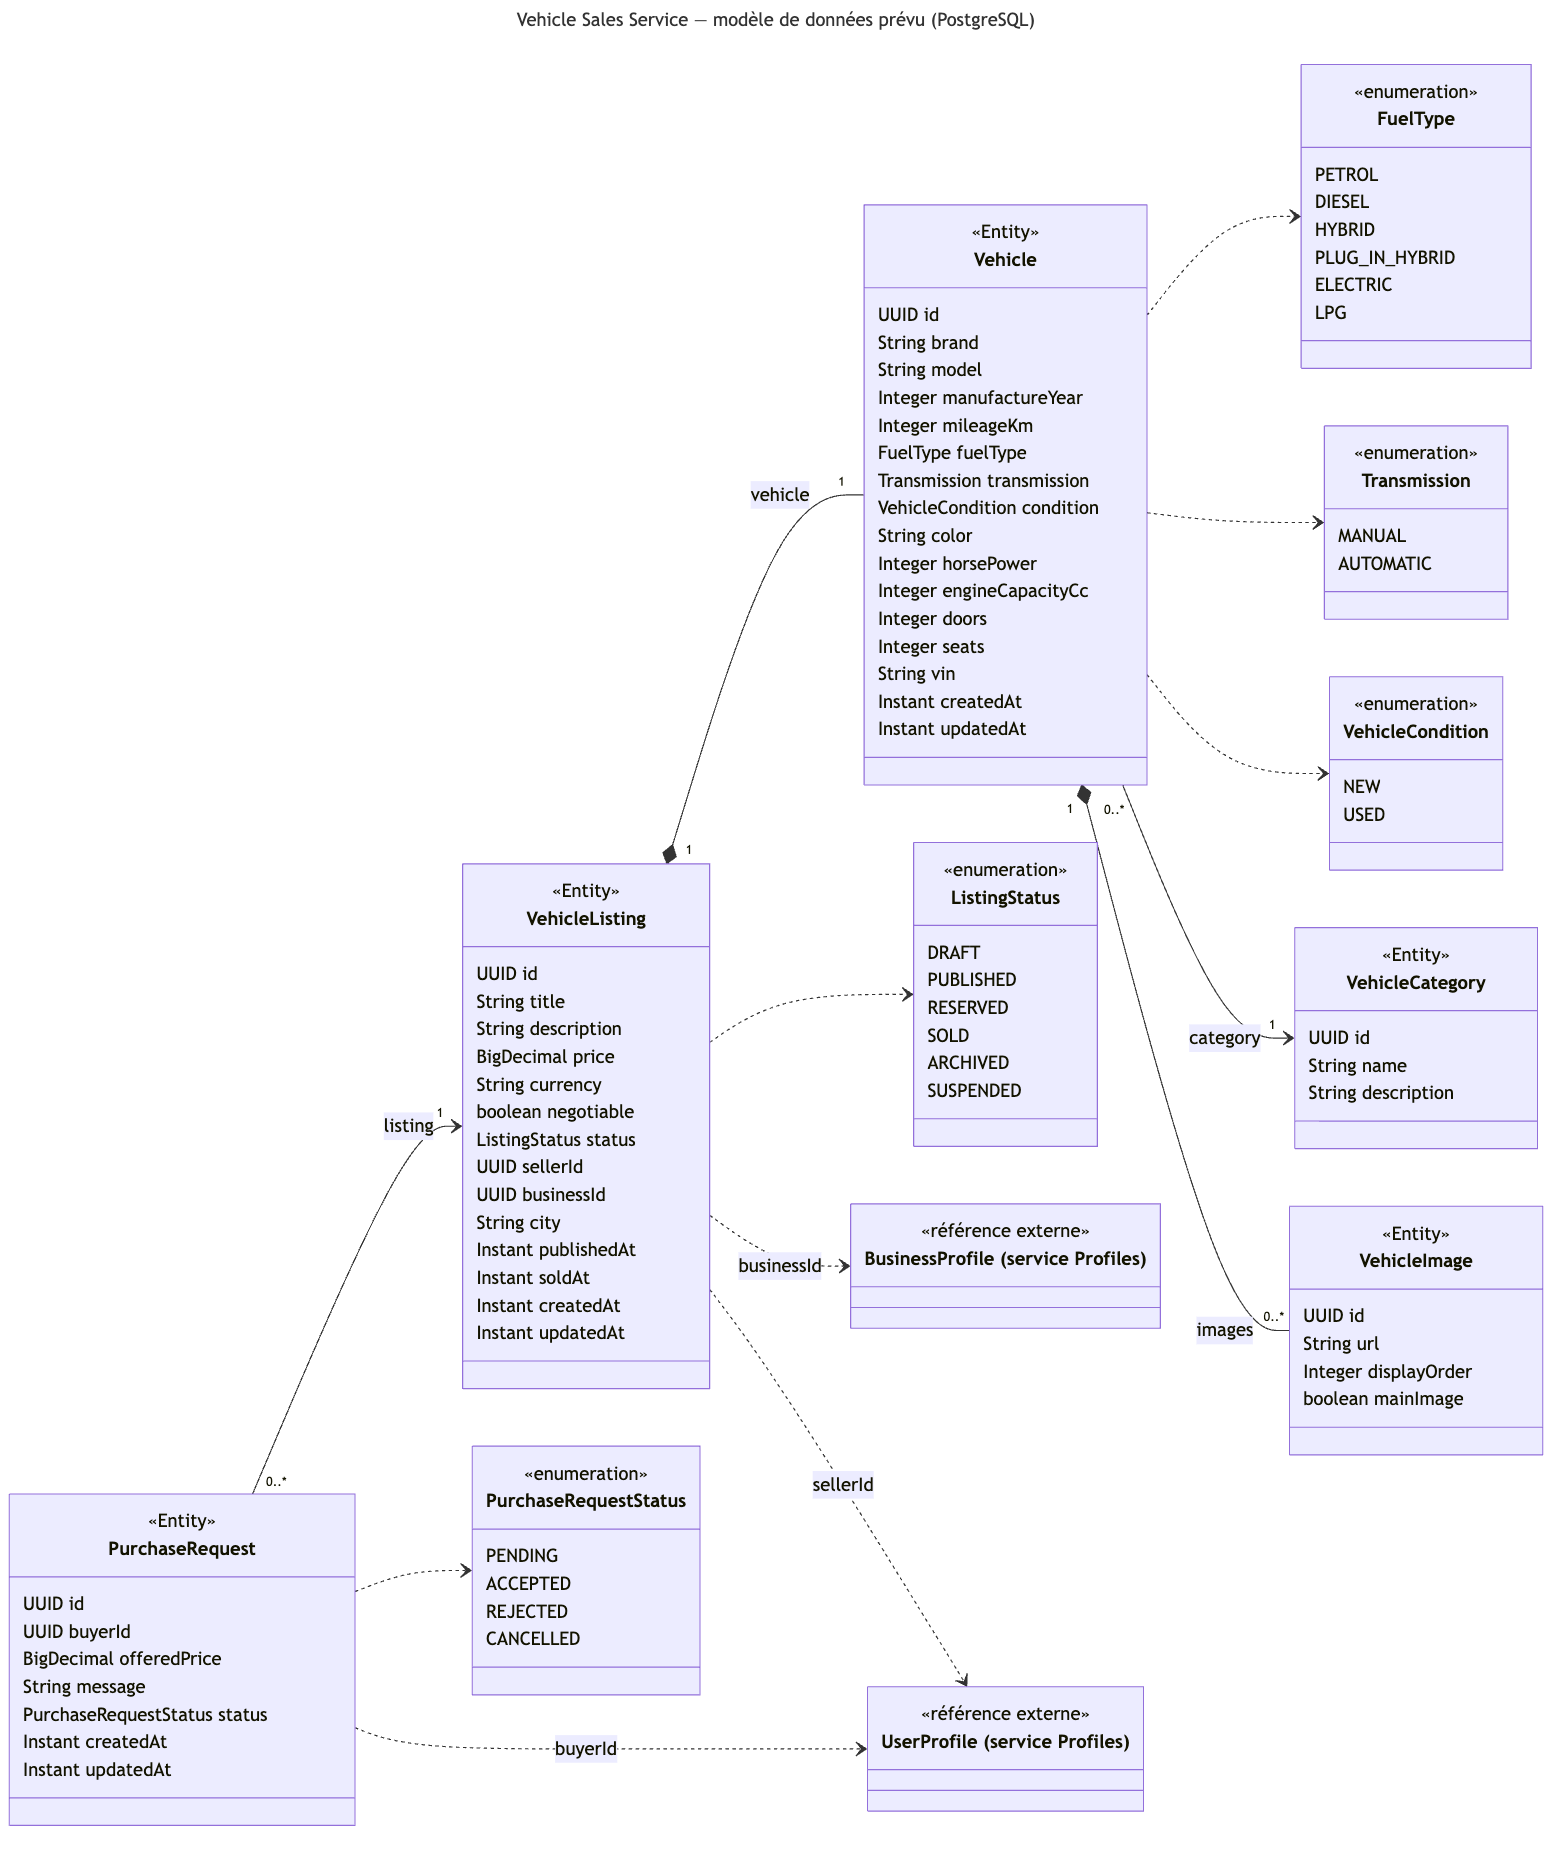 Vehicle Sales Service — modèle de données prévu (PostgreSQL)
«enumeration»
FuelType
PETROL
DIESEL
HYBRID
PLUG_IN_HYBRID
ELECTRIC
LPG
«Entity»
Vehicle
UUID id
String brand
String model
Integer manufactureYear
Integer mileageKm
FuelType fuelType
Transmission transmission
VehicleCondition condition
String color
Integer horsePower
Integer engineCapacityCc
Integer doors
Integer seats
String vin
Instant createdAt
Instant updatedAt
«enumeration»
Transmission
MANUAL
AUTOMATIC
vehicle
1
1
«enumeration»
VehicleCondition
NEW
USED
1
0..*
«Entity»
VehicleListing
UUID id
String title
String description
BigDecimal price
String currency
boolean negotiable
ListingStatus status
UUID sellerId
UUID businessId
String city
Instant publishedAt
Instant soldAt
Instant createdAt
Instant updatedAt
«enumeration»
ListingStatus
DRAFT
PUBLISHED
RESERVED
SOLD
ARCHIVED
SUSPENDED
category
1
«Entity»
VehicleCategory
UUID id
String name
String description
listing
1
0..*
businessId
«référence externe»
BusinessProfile (service Profiles)
images
0..*
«Entity»
VehicleImage
UUID id
String url
Integer displayOrder
boolean mainImage
«Entity»
PurchaseRequest
UUID id
UUID buyerId
BigDecimal offeredPrice
String message
PurchaseRequestStatus status
Instant createdAt
Instant updatedAt
«enumeration»
PurchaseRequestStatus
PENDING
ACCEPTED
REJECTED
CANCELLED
sellerId
buyerId
«référence externe»
UserProfile (service Profiles)